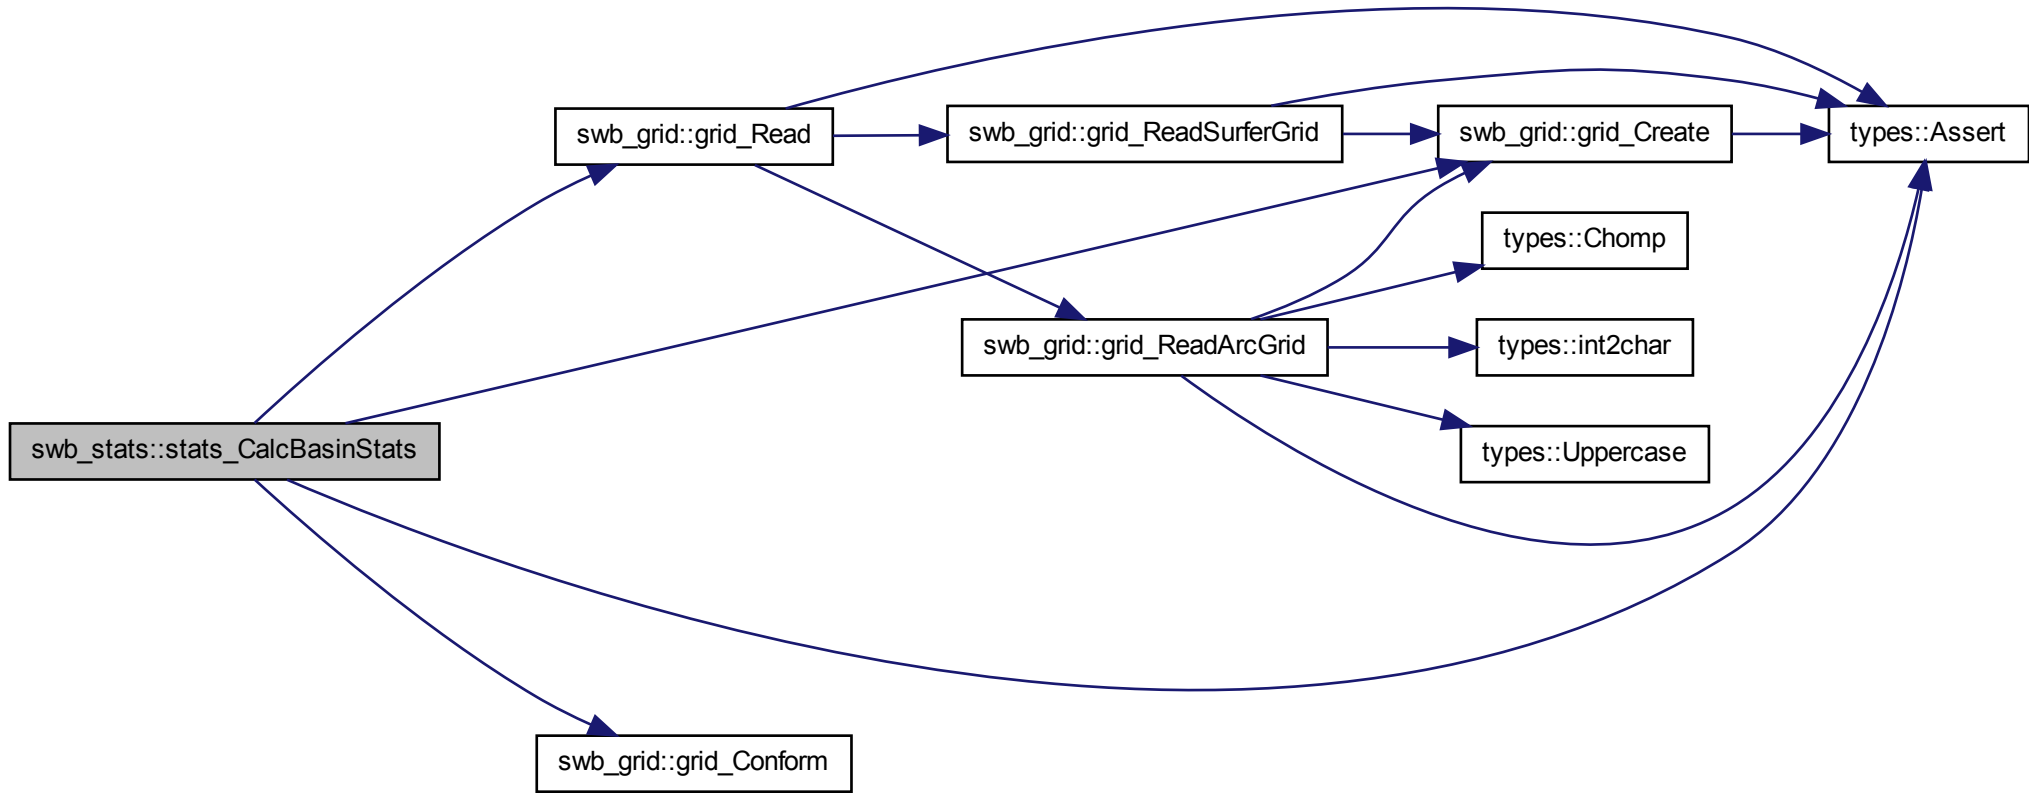 swb_grid::grid_Read
swb_grid::grid_ReadSurferGrid
swb_grid::grid_Create
types::Assert
types::Chomp
swb_grid::grid_ReadArcGrid
types::int2char
swb_stats::stats_CalcBasinStats
types::Uppercase
swb_grid::grid_Conform